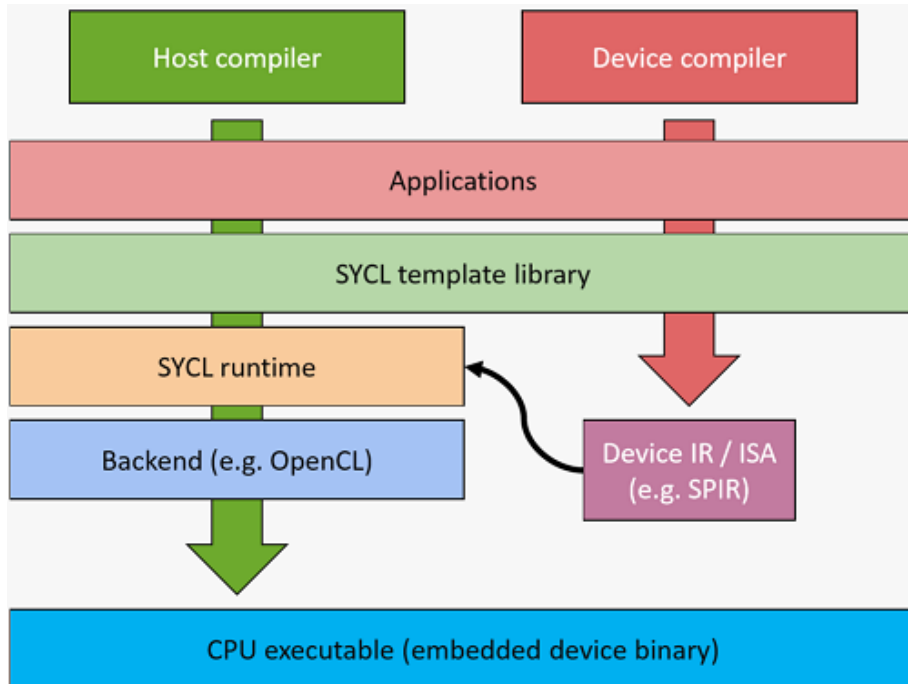 Host compiler
Device compiler
Applications
SYCL template library
SYCL runtime
Backend (e.g. OpenCL)
Device IR / ISA
(e.g. SPIR)
CPU executable (embedded device binary)